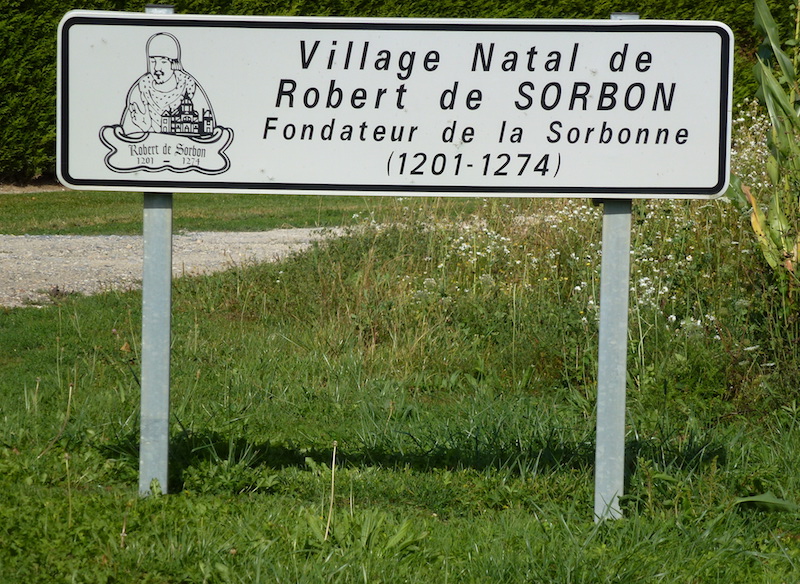 Village Natal de
Robert de SORBON
Fondateur de la Sorbonne
(1201-1274)
Robert de Sorbon
1201 - 1274